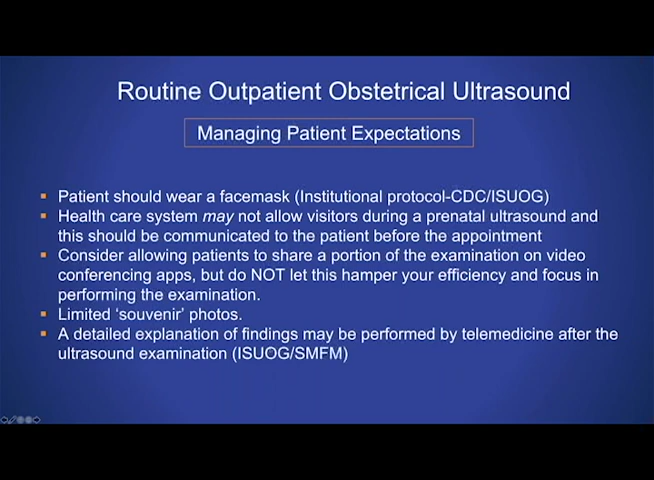 Routine Outpatient Obstetrical Ultrasound
Managing Patient Expectations
▪ Patient should wear a facemask (Institutional protocol-CDC/ISUOG)
▪ Health care system may not allow visitors during a prenatal ultrasound and
this should be communicated to the patient before the appointment
▪ Consider allowing patients to share a portion of the examination on video
conferencing apps, but do NOT let this hamper your efficiency and focus in
performing the examination.
▪ Limited ‘souvenir’ photos.
▪ A detailed explanation of findings may be performed by telemedicine after the
ultrasound examination (ISUOG/SMFM)